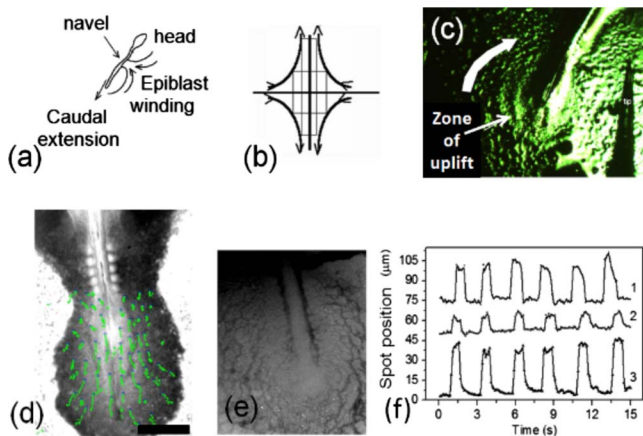 navel
head
Epiblast
winding
Caudal
extension
(a)
(b)
(c)
Zone
of
uplift
tip
(d)
(e)
Spot position (μm)
105
90
75
60
45
30
15
0
1
2
3
0 3 6 9 12 15
Time (s)
(f)